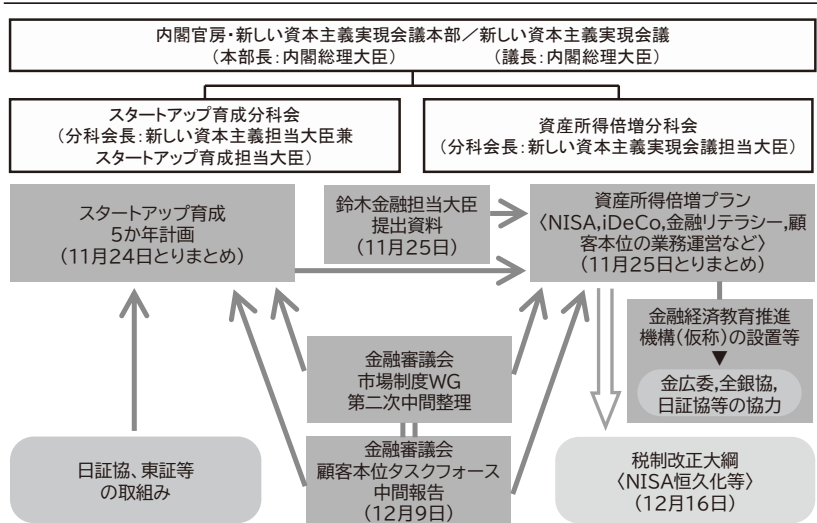 内閣官房・新しい資本主義実現会議本部／新しい資本主義実現会議
（本部長：内閣総理大臣）　（議長：内閣総理大臣）
スタートアップ育成分科会
（分科会長：新しい資本主義担当大臣兼
スタートアップ育成担当大臣）
資産所得倍増分科会
（分科会長：新しい資本主義実現会議担当大臣）
スタートアップ育成
5か年計画
（11月24日とりまとめ）
鈴木金融担当大臣
提出資料
（11月25日）
資産所得倍増プラン
〈NISA,iDeCo,金融リテラシー,顧
客本位の業務運営など〉
（11月25日とりまとめ）
金融経済教育推進
機構（仮称）の設置等
▼
金広委,全銀協,
日証協等の協力
金融審議会
市場制度WG
第二次中間整理
金融審議会
顧客本位タスクフォース
中間報告
（12月9日）
日証協、東証等
の取組み
税制改正大綱
〈NISA恒久化等〉
（12月16日）